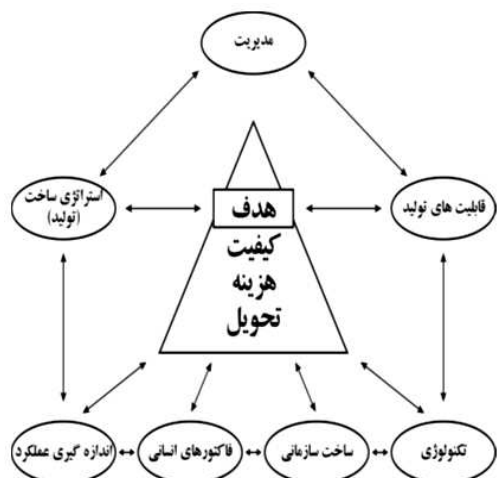 مدیریت
قابلیت های تولید
استراتژی ساخت
(تولید)
هدف
کیفیت
هزینه
تحویل
تکنولوژی
ساخت سازمانی
فاکتورهای انسانی
اندازه گیری عملکرد